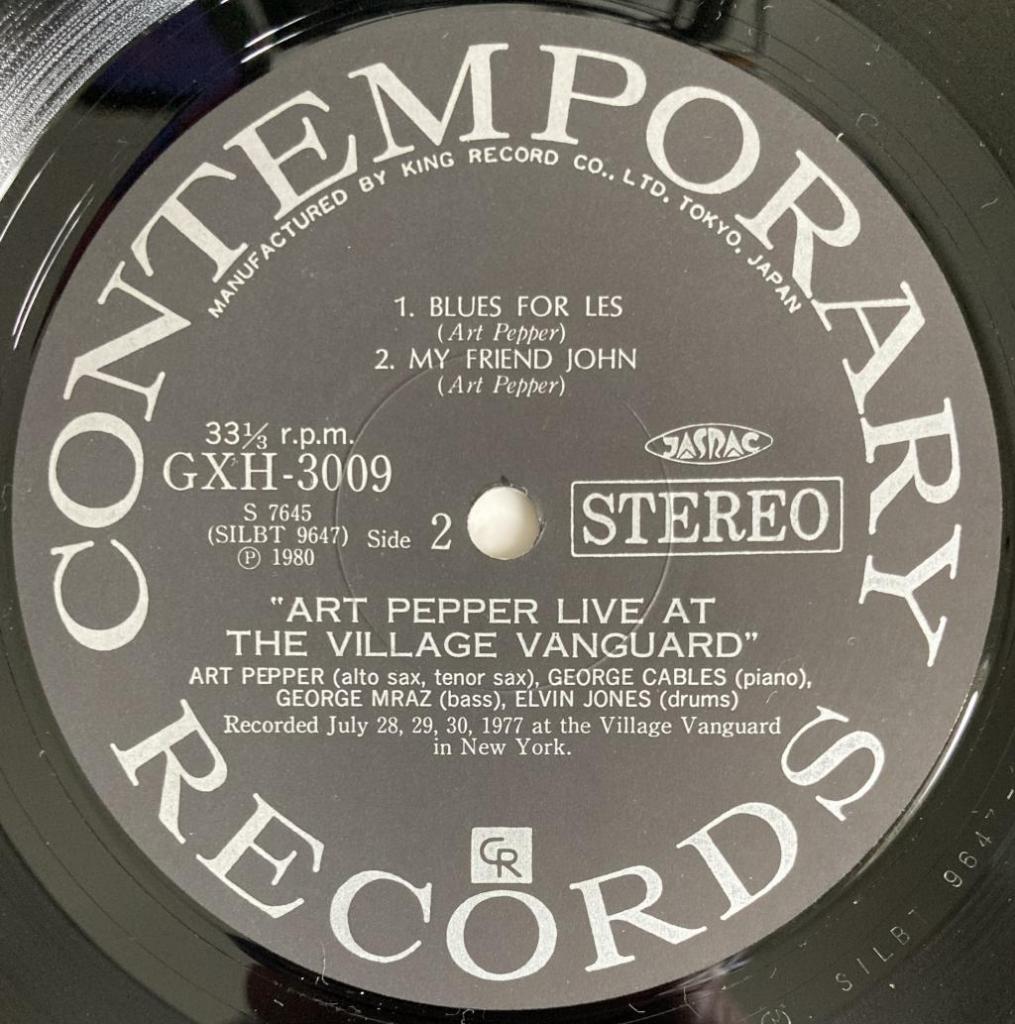 CONTEMPORARY
MANUFACTURED BY KING RECORD CO., LTD. TOKYO. JAPAN
1. BLUES FOR LES
(Art Pepper)
2. MY FRIEND JOHN
(Art Pepper)
33⅓ r.p.m.
JASRAC
GXH-3009
STEREO
S 7645
(SILBT 9647)
Ⓟ 1980
Side 2
"ART PEPPER LIVE AT
THE VILLAGE VANGUARD"
ART PEPPER (alto sax, tenor sax), GEORGE CABLES (piano),
GEORGE MRAZ (bass), ELVIN JONES (drums)
Recorded July 28, 29, 30, 1977 at the Village Vanguard
in New York.
CR
RECORDS
SILBT 9647